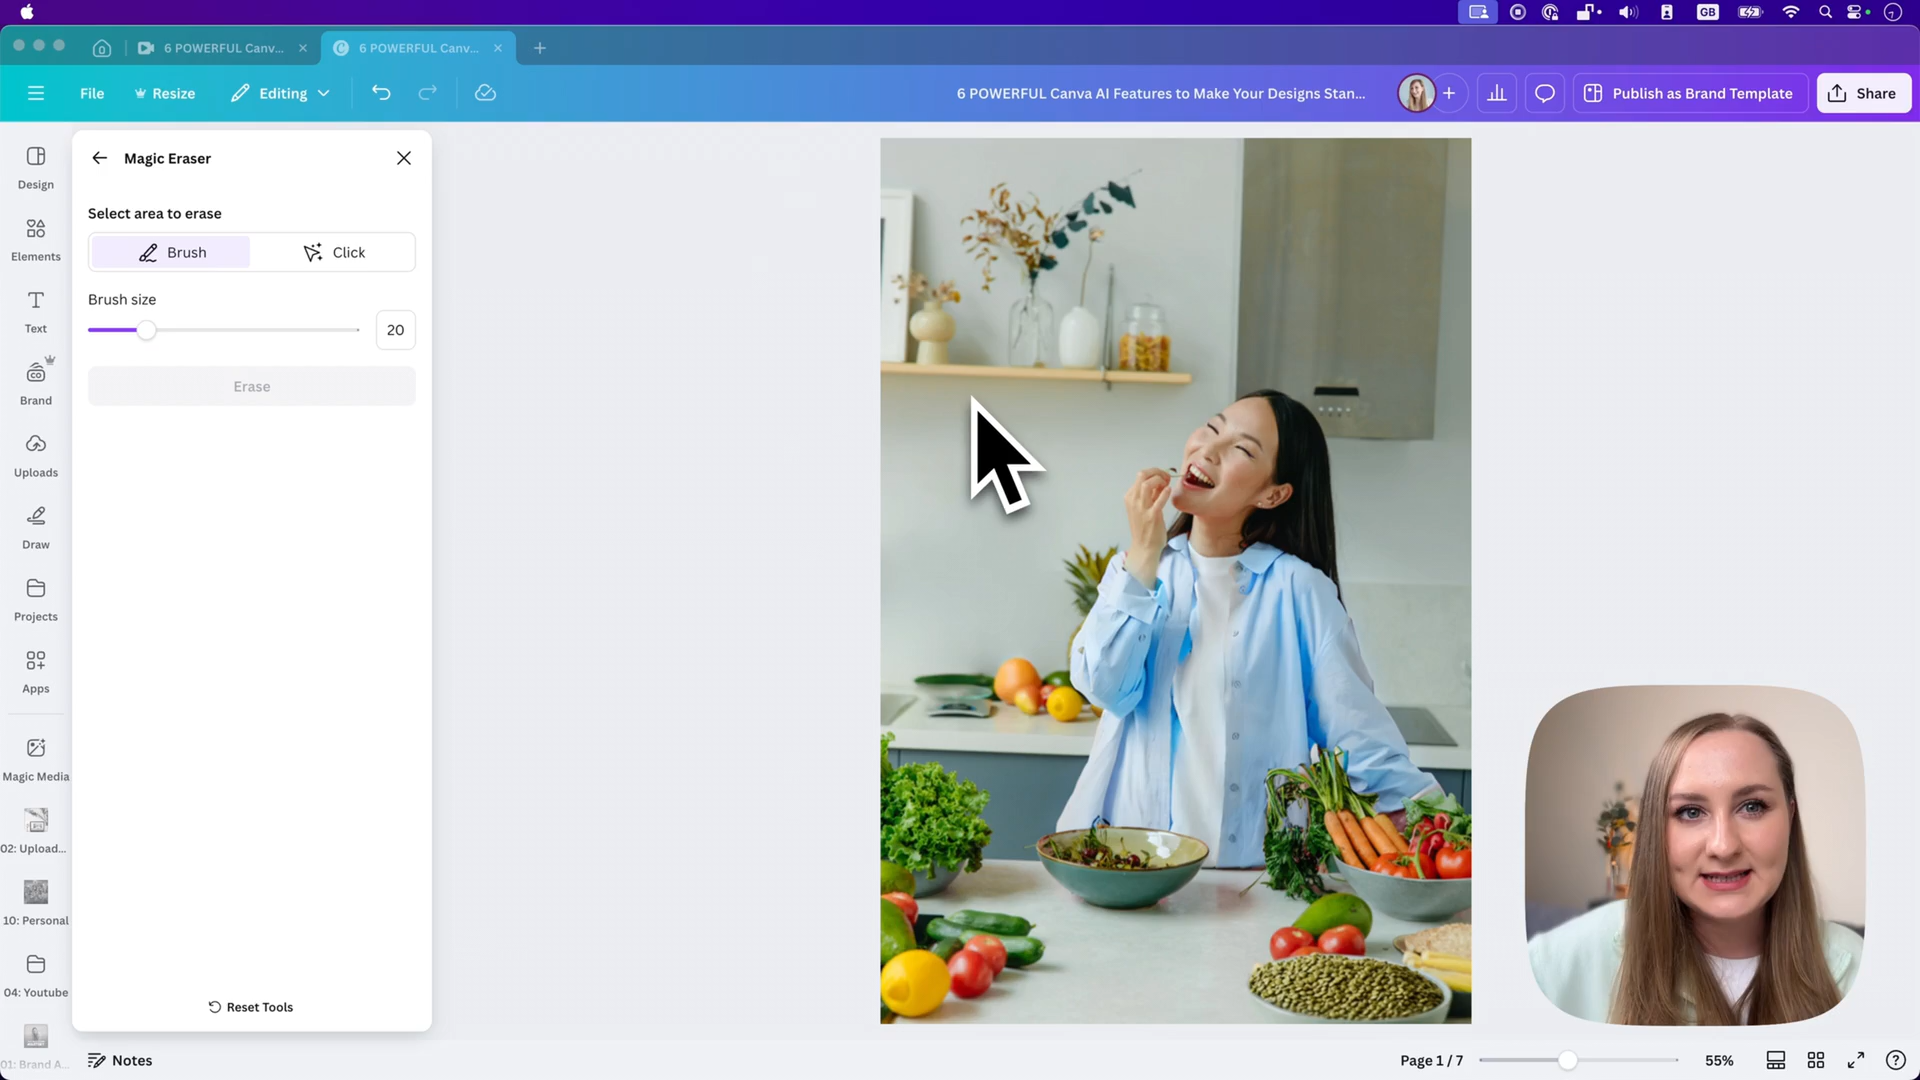 GB
6 POWERFUL Canv...
6 POWERFUL Canv...
File
Resize
Editing
6 POWERFUL Canva AI Features to Make Your Designs Stan...
Publish as Brand Template
Share
Design
Elements
Text
Brand
Uploads
Draw
Projects
Apps
Magic Media
02: Upload...
10: Personal
04: Youtube
01: Brand A...
Magic Eraser
Select area to erase
Brush
Click
Brush size
20
Erase
Reset Tools
Notes
Page 1 / 7
55%